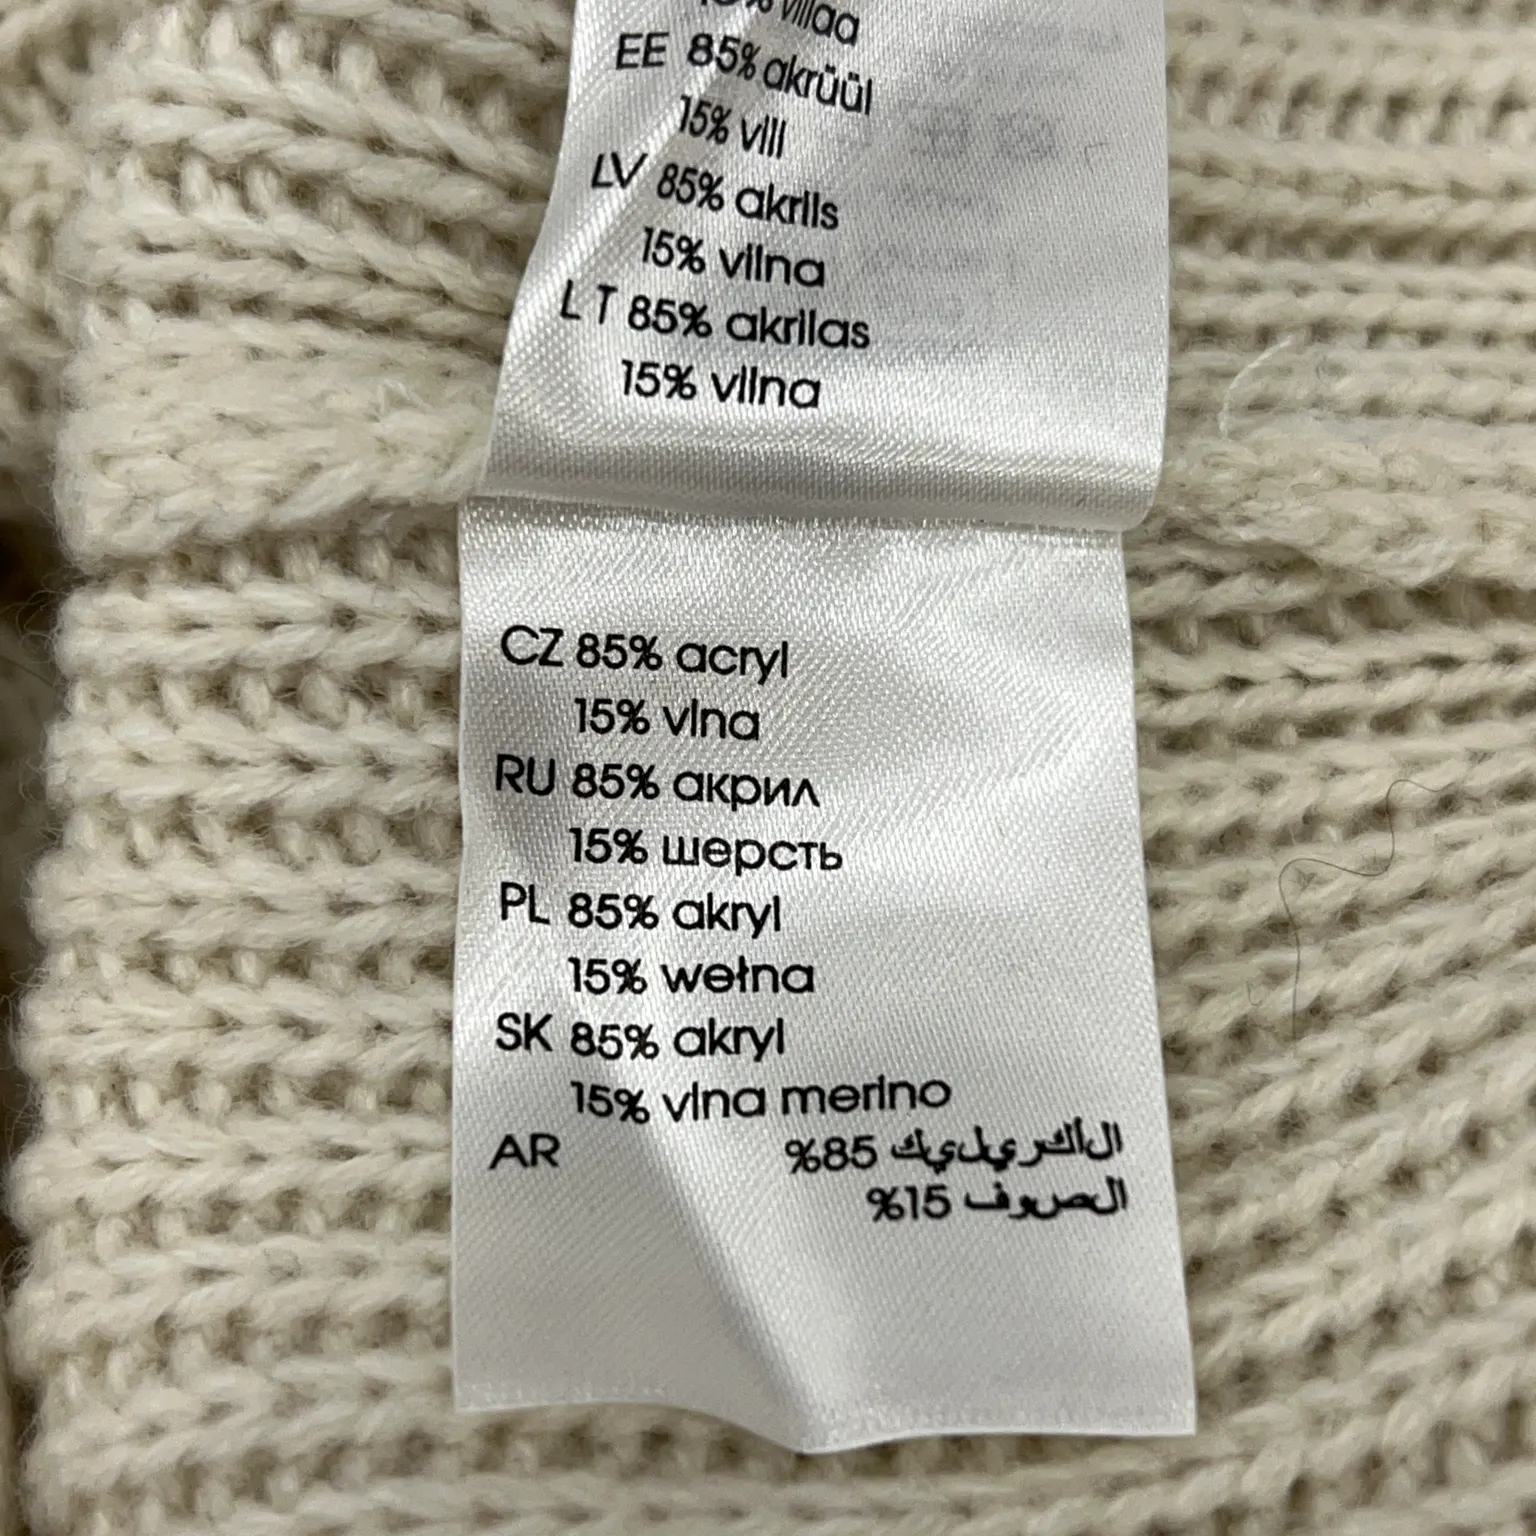 % villaa
EE 85% akrüül
15% vill
LV 85% akrils
15% vilna
LT 85% akrilas
15% vilna
CZ 85% acryl
15% vlna
RU 85% акрил
15% шерсть
PL 85% akryl
15% wełna
SK 85% akryl
15% vlna merino
AR الأكريليك 85%
الصوف 15%